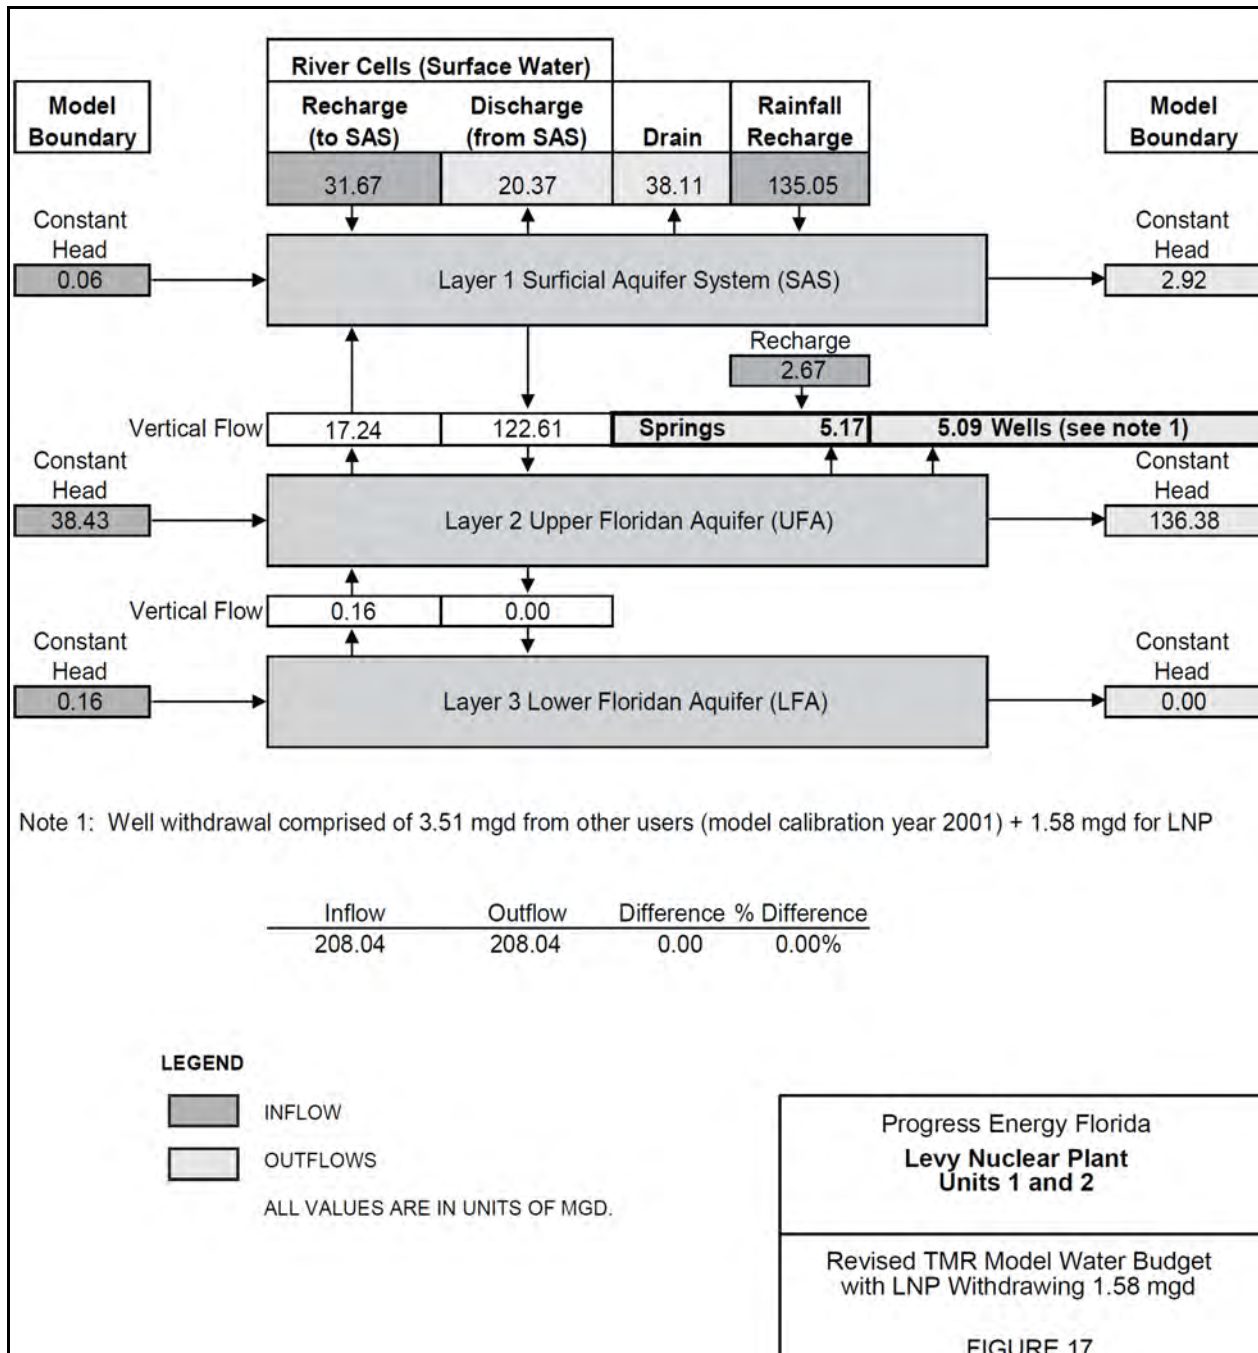 River Cells (Surface Water)
Model
Boundary
Recharge
(to SAS)
Discharge
(from SAS)
Drain
Rainfall
Recharge
Model
Boundary
31.67
20.37
38.11
135.05
Constant
Head
0.06
Layer 1 Surficial Aquifer System (SAS)
Constant
Head
2.92
Recharge
2.67
Vertical Flow
17.24
122.61
Springs 5.17
5.09 Wells (see note 1)
Constant
Head
38.43
Layer 2 Upper Floridan Aquifer (UFA)
Constant
Head
136.38
Vertical Flow
0.16
0.00
Constant
Head
0.16
Layer 3 Lower Floridan Aquifer (LFA)
Constant
Head
0.00
Note 1: Well withdrawal comprised of 3.51 mgd from other users (model calibration year 2001) + 1.58 mgd for LNP
Inflow Outflow Difference % Difference
208.04 208.04 0.00 0.00%
LEGEND
INFLOW
OUTFLOWS
ALL VALUES ARE IN UNITS OF MGD.
Progress Energy Florida
Levy Nuclear Plant
Units 1 and 2
Revised TMR Model Water Budget
with LNP Withdrawing 1.58 mgd
FIGURE 17